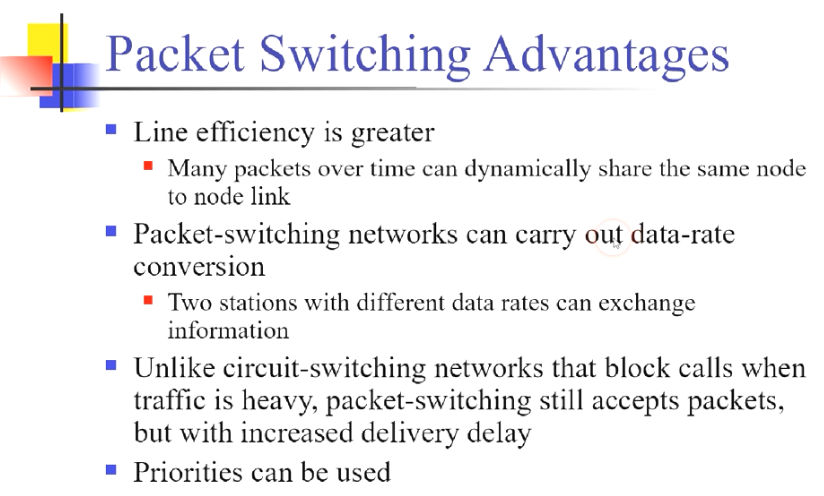 Packet Switching Advantages
Line efficiency is greater
Many packets over time can dynamically share the same node
to node link
Packet-switching networks can carry out data-rate
conversion
Two stations with different data rates can exchange
information
Unlike circuit-switching networks that block calls when
traffic is heavy, packet-switching still accepts packets,
but with increased delivery delay
Priorities can be used